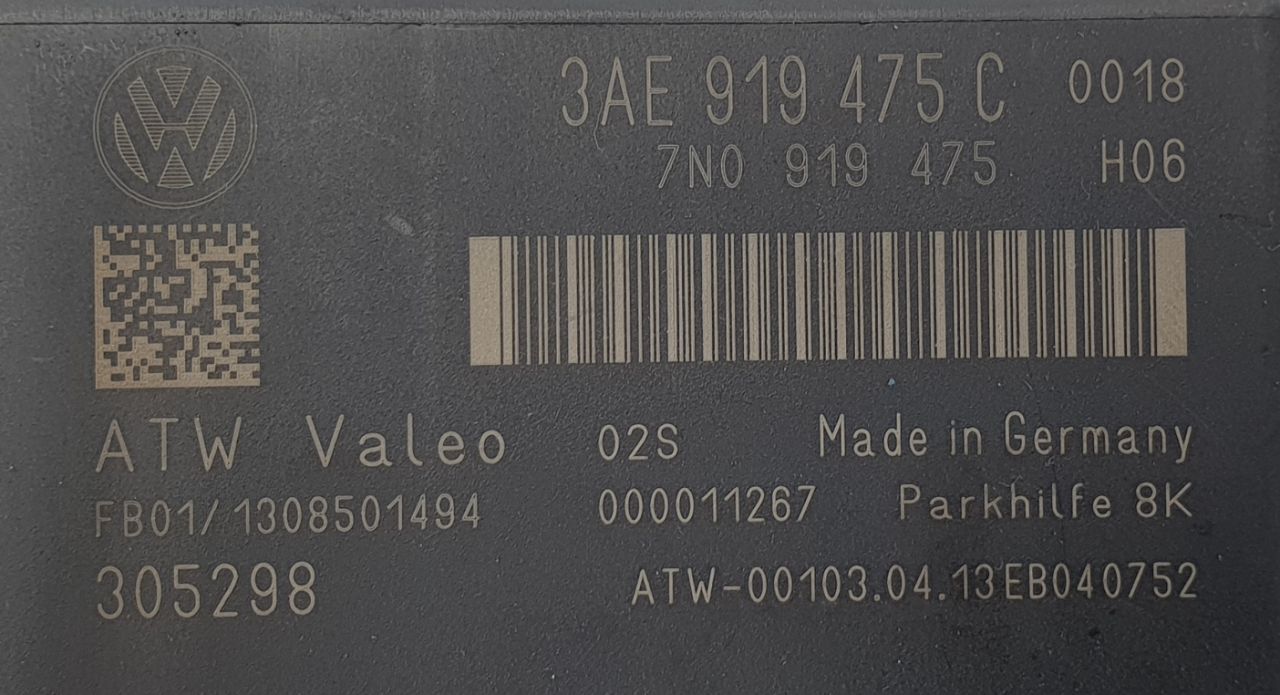 3AE 919 475 C 0018
7N0 919 475 H06
ATW Valeo 02S Made in Germany
FB01/1308501494 000011267 Parkhilfe 8K
305298 ATW-00103.04.13EB040752